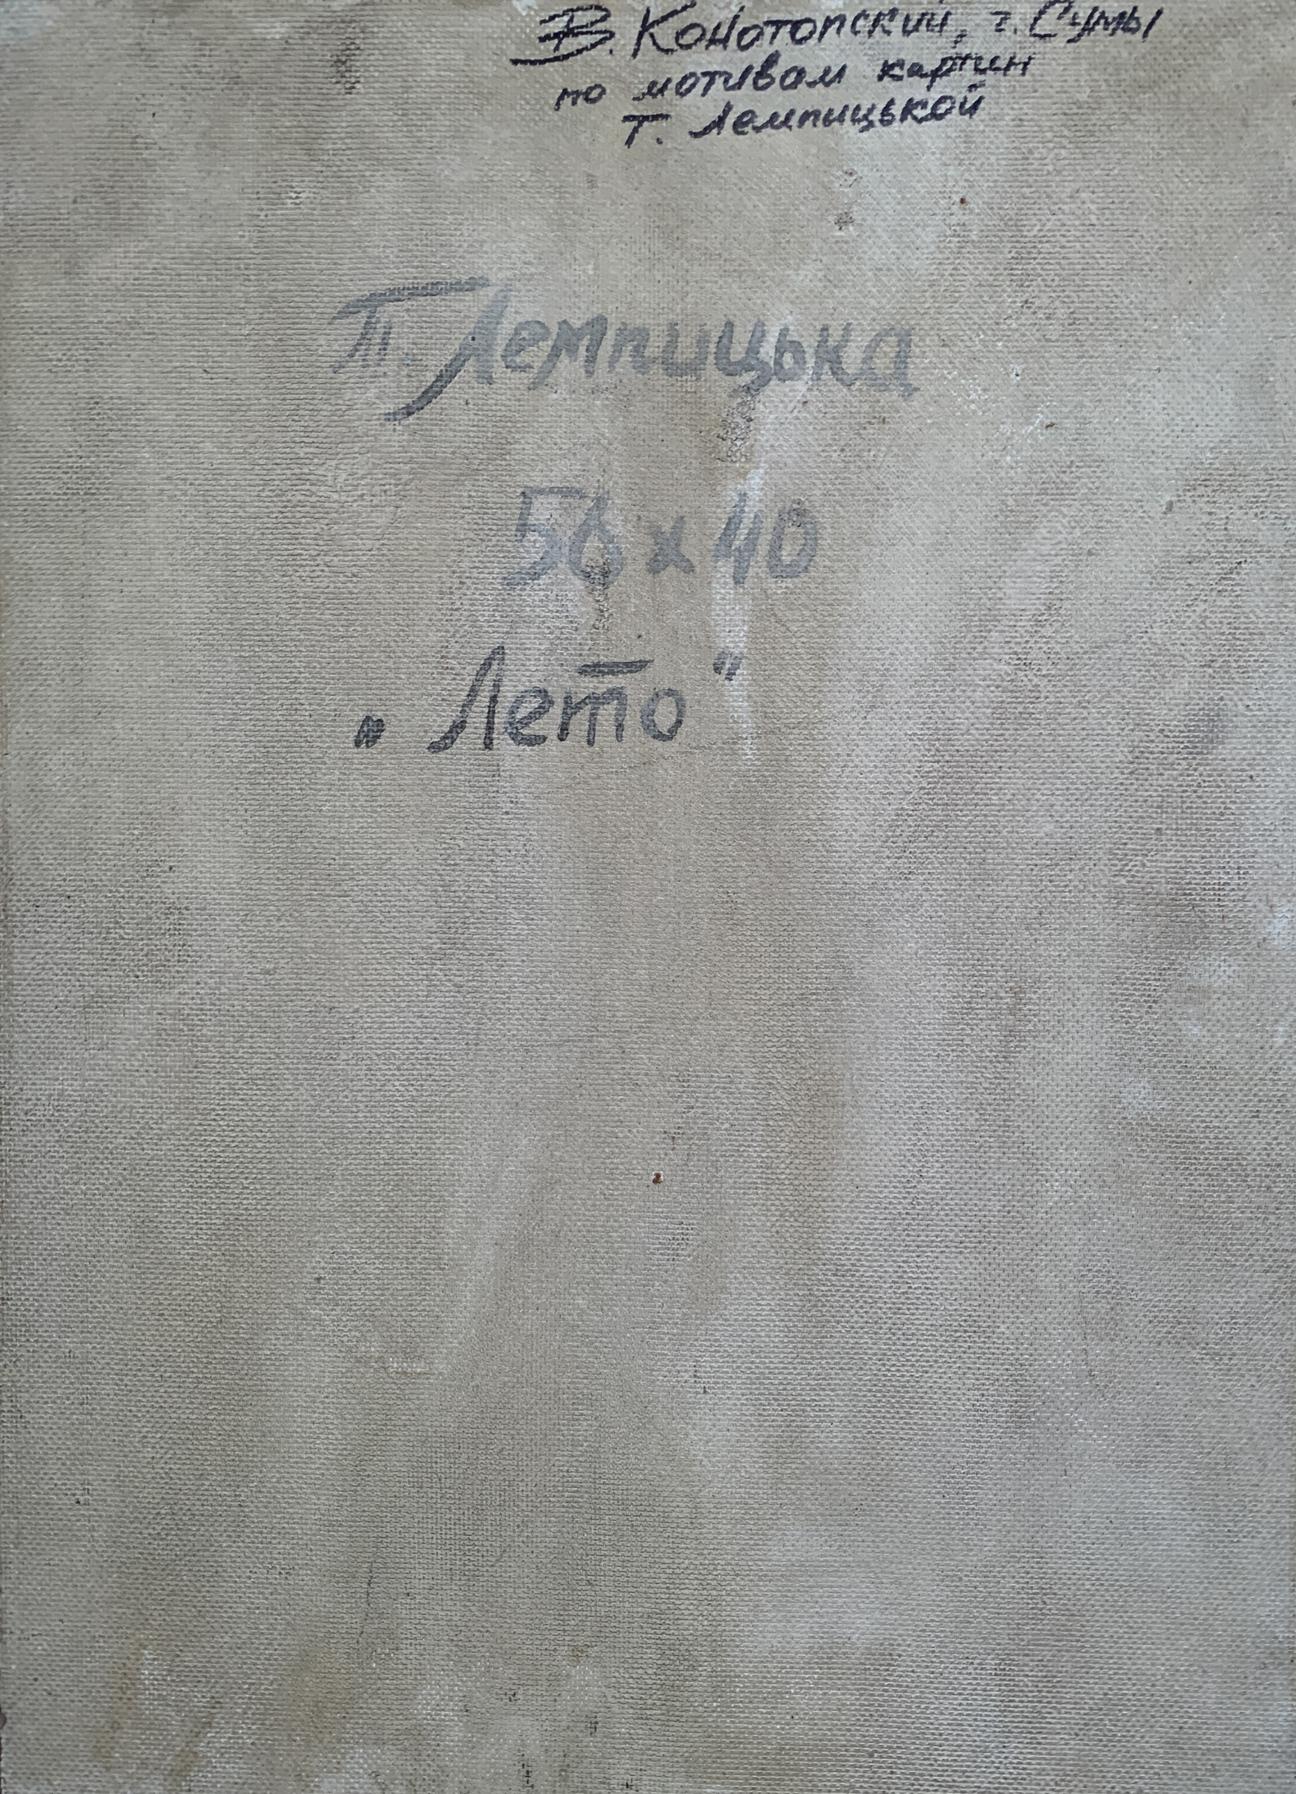 В. Конотопский, г. Сумы
по мотивам картин
Т. Лемпицькой
Т. Лемпицька
56 х 40
„Лето"